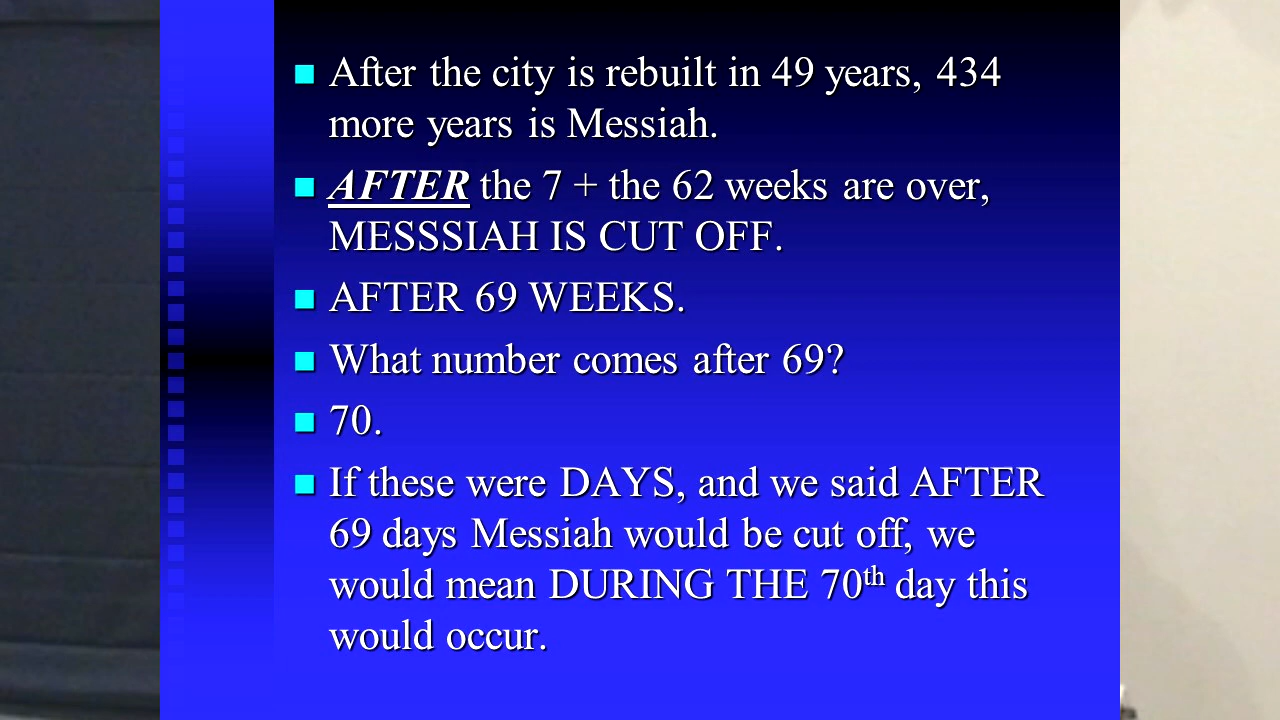 After the city is rebuilt in 49 years, 434
more years is Messiah.
AFTER the 7 + the 62 weeks are over,
MESSSIAH IS CUT OFF.
AFTER 69 WEEKS.
What number comes after 69?
70.
If these were DAYS, and we said AFTER
69 days Messiah would be cut off, we
would mean DURING THE 70th day this
would occur.